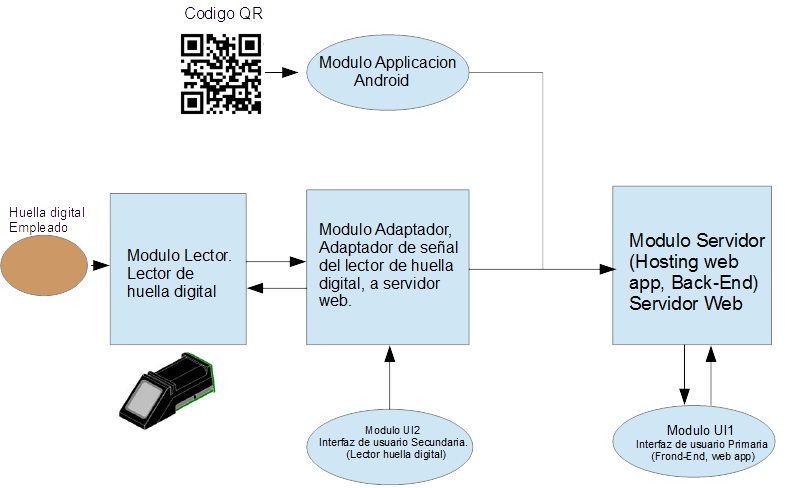 Codigo QR
Modulo Applicacion
Android
Huella digital
Empleado
Modulo Lector.
Lector de
huella digital
Modulo Adaptador,
Adaptador de señal
del lector de huella
digital, a servidor
web.
Modulo Servidor
(Hosting web
app, Back-End)
Servidor Web
Modulo UI2
Interfaz de usuario Secundaria.
(Lector huella digital)
Modulo UI1
Interfaz de usuario Primaria
(Frond-End, web app)